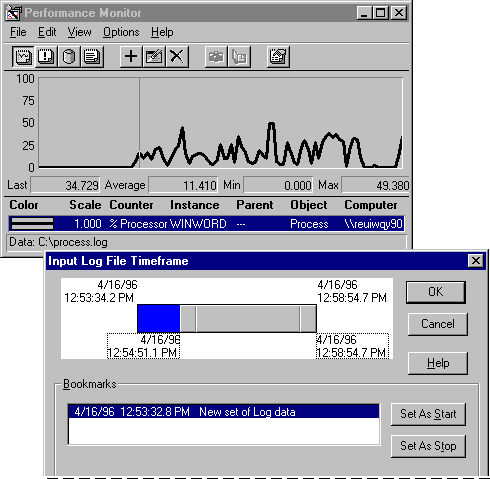 Performance Monitor
File Edit View Options Help
100
75
50
25
0
Last 34.729 Average 11.410 Min 0.000 Max 49.380
Color Scale Counter Instance Parent Object Computer
1.000 % Processor WINWORD --- Process \\reuiwqy90
Data: C:\process.log
Input Log File Timeframe
4/16/96 4/16/96
12:53:34.2 PM 12:58:54.7 PM
OK
Cancel
4/16/96 4/16/96
12:54:51.1 PM 12:58:54.7 PM
Help
Bookmarks
4/16/96 12:53:32.8 PM New set of Log data
Set As Start
Set As Stop